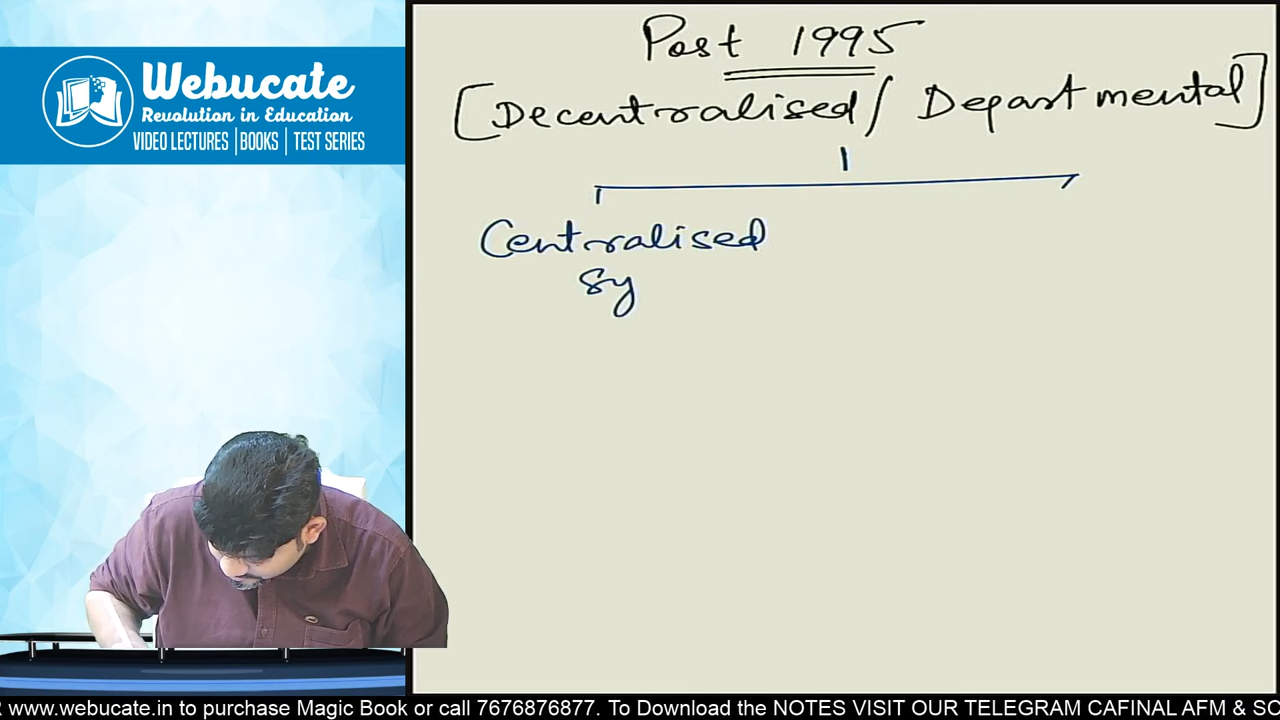 Webucate
Revolution in Education
VIDEO LECTURES | BOOKS | TEST SERIES
Post 1995
[Decentralised / Departmental]
Centralised
Sy
R www.webucate.in to purchase Magic Book or call 7676876877. To Download the NOTES VISIT OUR TELEGRAM CAFINAL AFM & SC